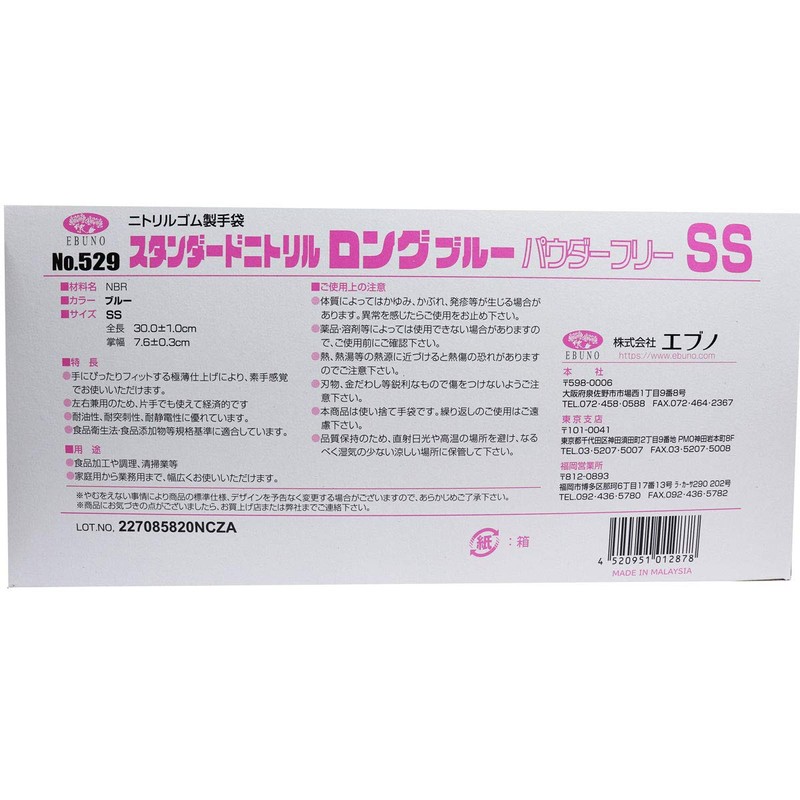 EBUNO
ニトリルゴム製手袋
No.529 スタンダードニトリル ロング ブルー パウダーフリー SS
■材料名 NBR
■カラー ブルー
■サイズ SS
全長 30.0±1.0cm
掌幅 7.6±0.3cm
■特長
●手にぴったりフィットする極薄仕上げにより、素手感覚
でお使いいただけます。
●左右兼用のため、片手でも使えて経済的です
●耐油性、耐突刺性、耐静電性に優れています。
●食品衛生法・食品添加物等規格基準に適合しています。
■用途
●食品加工や調理、清掃業等
●家庭用から業務用まで、幅広くお使いいただけます。
■ご使用上の注意
●体質によってはかゆみ、かぶれ、発疹等が生じる場合が
あります。異常を感じたらご使用をお止め下さい。
●薬品・溶剤等によっては使用できない場合がありますの
で、ご使用前にご確認下さい。
●熱、熱湯等の熱源に近づけると熱傷の恐れがあります
のでご注意下さい。
●刃物、金だわし等鋭利なもので傷をつけないようご注
意下さい。
●本商品は使い捨て手袋です。繰り返しのご使用はご遠
慮下さい。
●品質保持のため、直射日光や高温の場所を避け、なる
べく湿気の少ない涼しい場所に保管して下さい。
※やむをえない事情により商品の標準仕様、デザインを予告なく変更する場合がございますので、あらかじめご了承下さい。
※商品にお気づきの点がございましたら、お買上げ店または弊社までご連絡下さい。
LOT.NO. 227085820NCZA
紙 : 箱
EBUNO
株式会社 エブノ
https://www.ebuno.com
本社
〒598-0006
大阪府泉佐野市市場西1丁目9番8号
TEL.072-458-0588 FAX.072-464-2367
東京支店
〒101-0041
東京都千代田区神田須田町2丁目9番地 PMO神田岩本町8F
TEL.03-5207-5007 FAX.03-5207-5008
福岡営業所
〒812-0893
福岡市博多区那珂6丁目17番13号 ラ・カーサ280 202号
TEL.092-436-5780 FAX.092-436-5782
4 520951 012878
MADE IN MALAYSIA